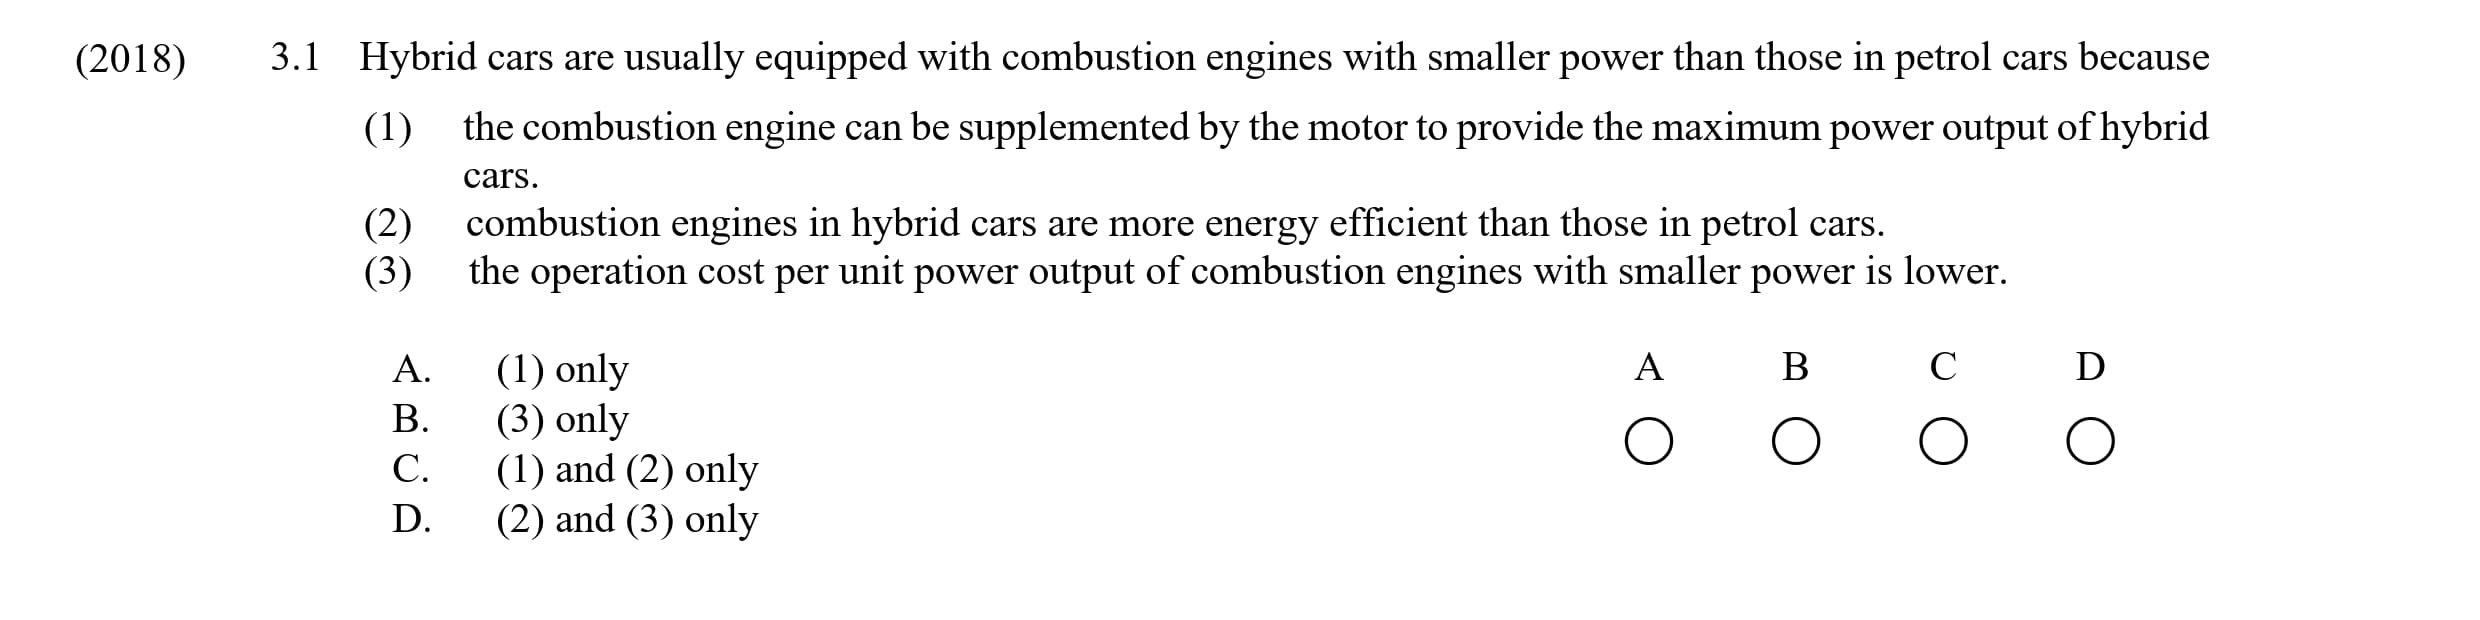 (2018) 3.1 Hybrid cars are usually equipped with combustion engines with smaller power than those in petrol cars because
(1) the combustion engine can be supplemented by the motor to provide the maximum power output of hybrid
cars.
(2) combustion engines in hybrid cars are more energy efficient than those in petrol cars.
(3) the operation cost per unit power output of combustion engines with smaller power is lower.
A. (1) only A B C D
B. (3) only
C. (1) and (2) only
D. (2) and (3) only